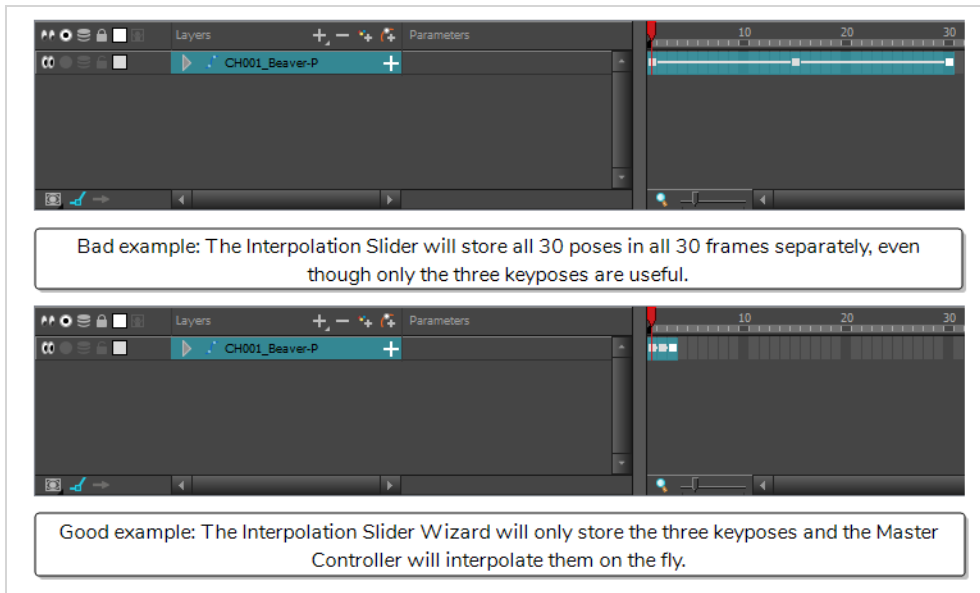 Layers Parameters 10 20 30
CH001_Beaver-P
Bad example: The Interpolation Slider will store all 30 poses in all 30 frames separately, even
though only the three keyposes are useful.
Layers Parameters 10 20 30
CH001_Beaver-P
Good example: The Interpolation Slider Wizard will only store the three keyposes and the Master
Controller will interpolate them on the fly.